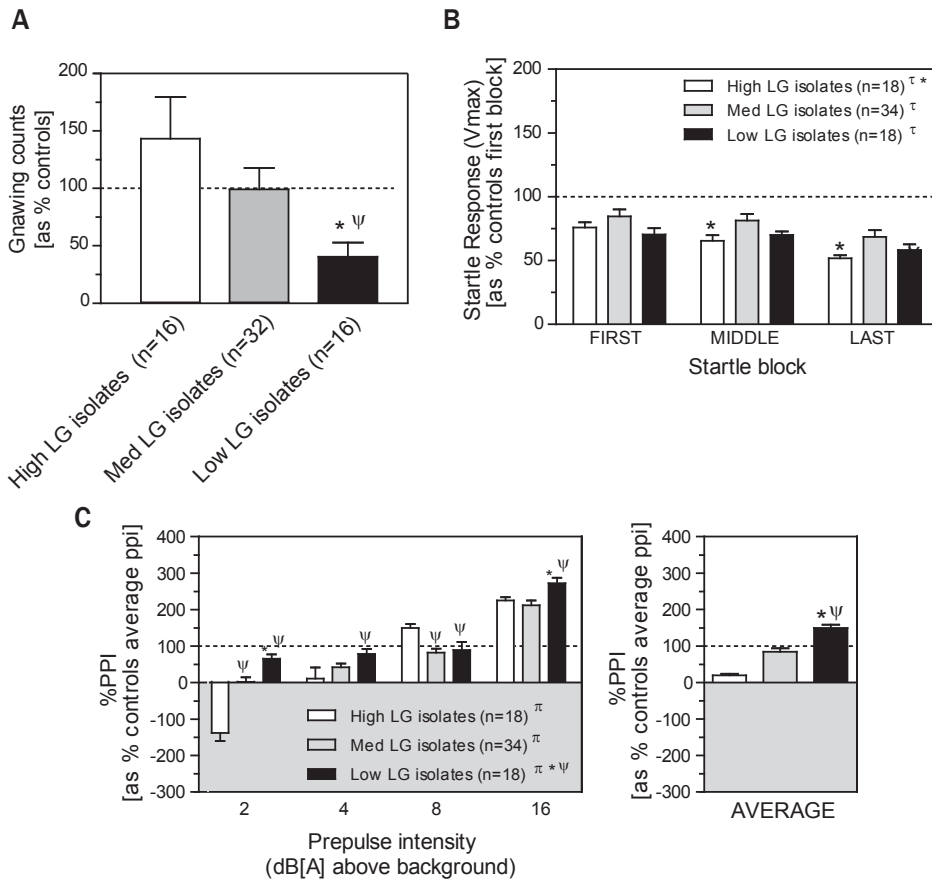 A
Gnawing counts
[as % controls]
200
150
100
50
0
* ψ
High LG isolates (n=16)
Med LG isolates (n=32)
Low LG isolates (n=16)
B
Startle Response (Vmax)
[as % controls first block]
200
150
100
50
0
High LG isolates (n=18) τ *
Med LG isolates (n=34) τ
Low LG isolates (n=18) τ
*
*
FIRST MIDDLE LAST
Startle block
C
%PPI
[as % controls average ppi]
400
300
200
100
0
-100
-200
-300
ψ
* ψ
ψ
ψ
ψ
* ψ
High LG isolates (n=18) π
Med LG isolates (n=34) π
Low LG isolates (n=18) π * ψ
2 4 8 16
Prepulse intensity
(dB[A] above background)
%PPI
[as % controls average ppi]
400
300
200
100
0
-100
-200
-300
* ψ
AVERAGE